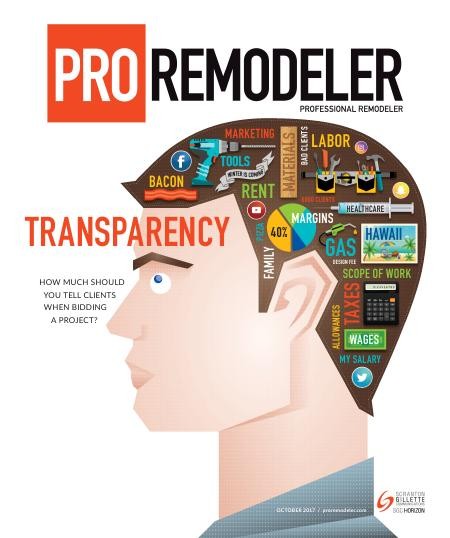 PRO REMODELER
PROFESSIONAL REMODELER
MARKETING
TOOLS
WINTER IS COMING
MATERIALS
BAD CLIENTS
LABOR
BACON
RENT
GOOD CLIENTS
HEALTHCARE
PIZZA
40%
MARGINS
GAS
HAWAII
DESIGN FEE
FAMILY
SCOPE OF WORK
TRANSPARENCY
HOW MUCH SHOULD
YOU TELL CLIENTS
WHEN BIDDING
A PROJECT?
ALLOWANCES
TAXES
WAGES
MY SALARY
OCTOBER 2017 / proremodeler.com
SCRANTON
GILLETTE
COMMUNICATIONS
SGC HORIZON